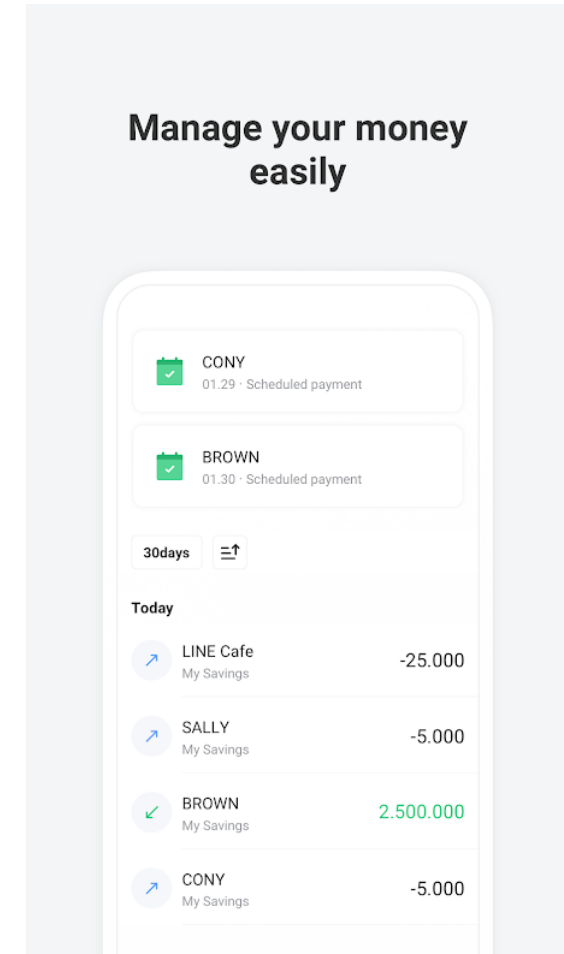 Manage your money
easily
CONY
01.29 · Scheduled payment
BROWN
01.30 · Scheduled payment
30days
Today
LINE Cafe
-25.000
My Savings
SALLY
-5.000
My Savings
BROWN
2.500.000
My Savings
CONY
-5.000
My Savings